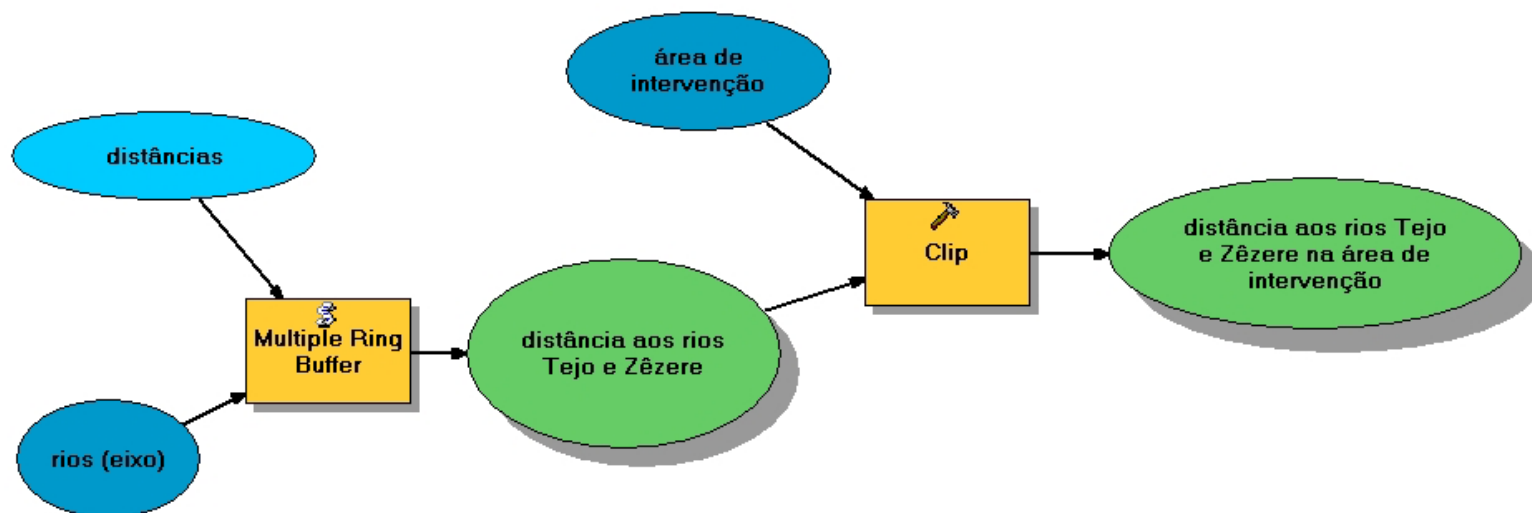 área de
intervenção
distâncias
Clip
distância aos rios Tejo
e Zêzere na área de
intervenção
Multiple Ring
Buffer
distância aos rios
Tejo e Zêzere
rios (eixo)